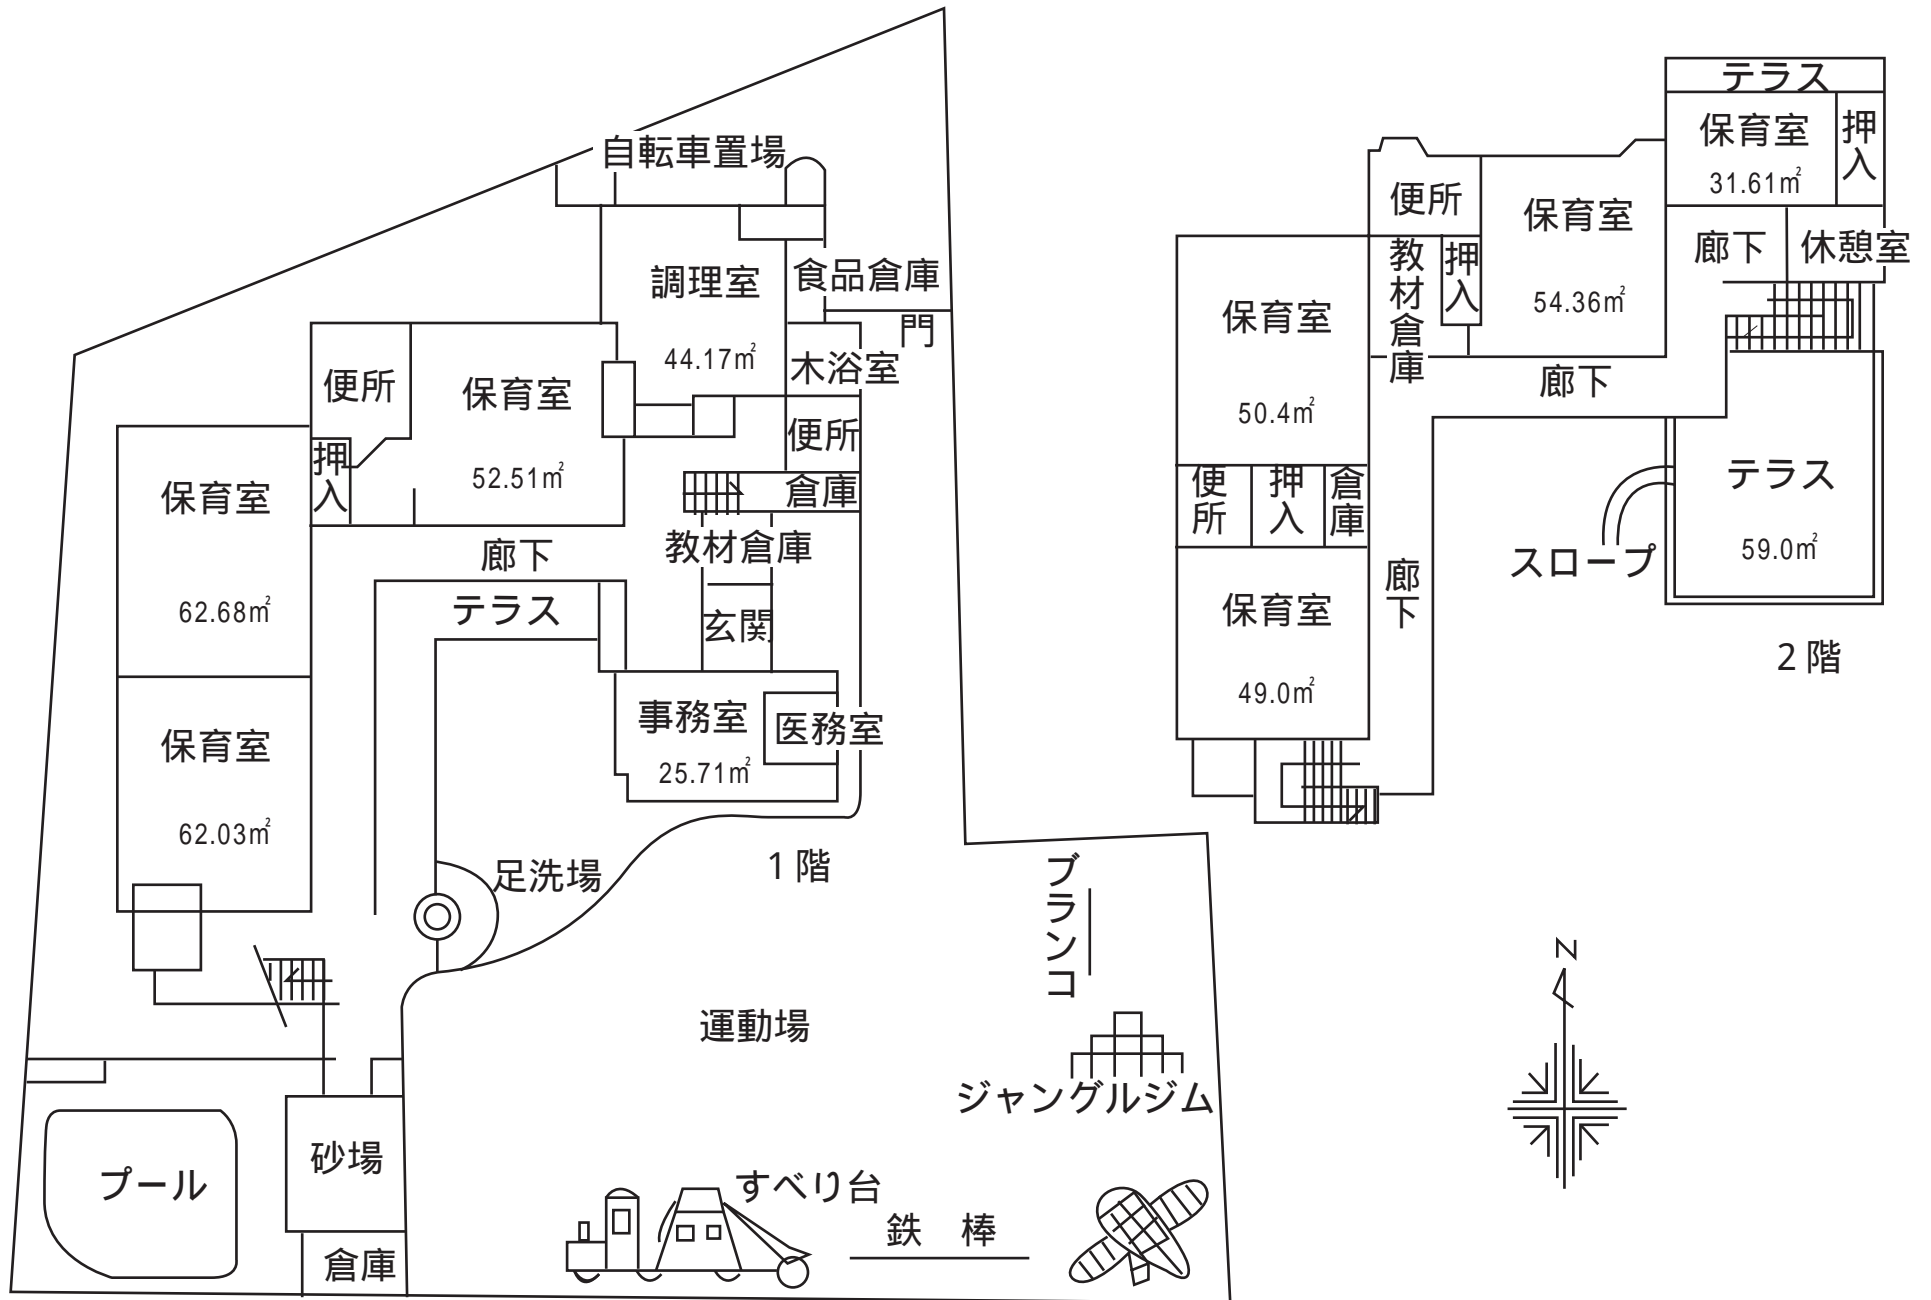 自転車置場
調理室
44.17㎡
食品倉庫
門
木浴室
便所
保育室
52.51㎡
便所
押入
倉庫
保育室
62.68㎡
教材倉庫
廊下
テラス
玄関
保育室
62.03㎡
事務室
25.71㎡
医務室
足洗場
1階
ブランコ
運動場
ジャングルジム
プール
砂場
すべり台
鉄 棒
倉庫
テラス
保育室
31.61㎡
押入
便所
保育室
54.36㎡
廊下
休憩室
教材倉庫
押入
保育室
50.4㎡
廊下
便所
押入
倉庫
テラス
59.0㎡
スロープ
廊下
保育室
49.0㎡
2階
N